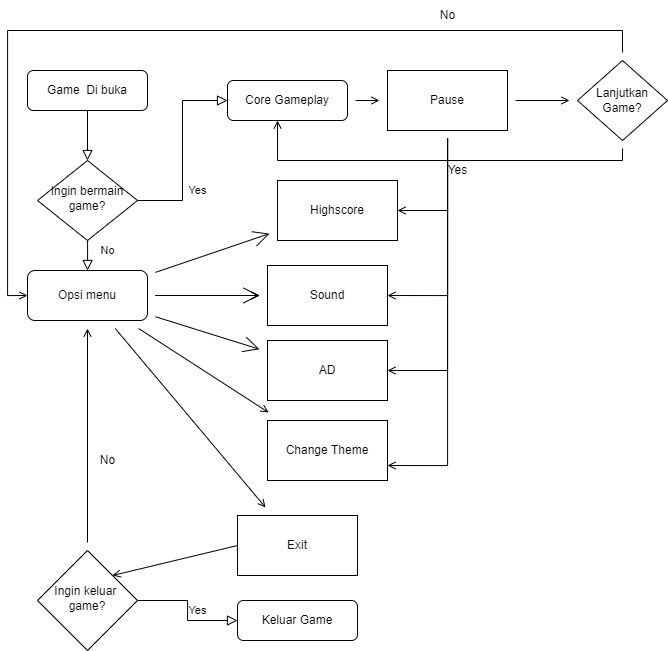 No
Game Di buka
Core Gameplay
Pause
Lanjutkan
Game?
Ingin bermain
game?
Yes
Yes
Highscore
No
Opsi menu
Sound
AD
Change Theme
No
Exit
Ingin keluar
game?
Yes
Keluar Game